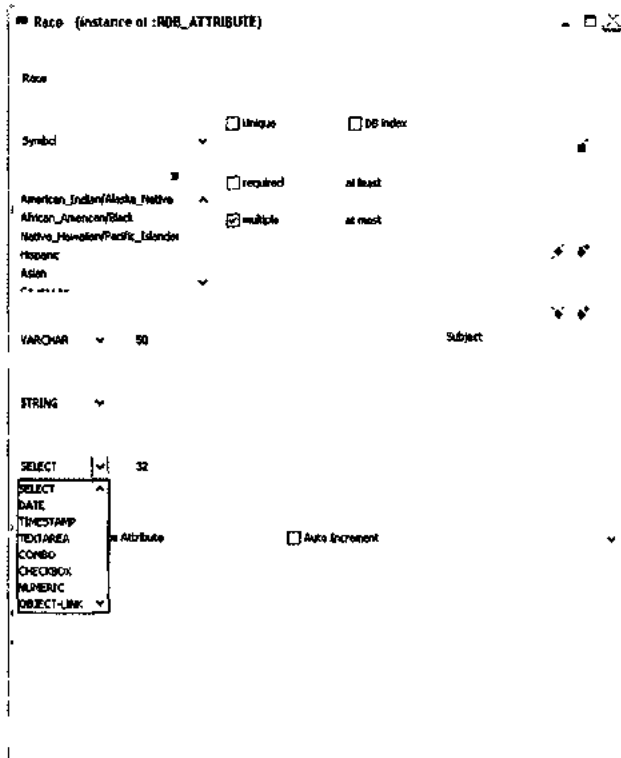 Race (instance of :RDB_ATTRIBUTE)
Race
Unique DB index
Symbol
required at least
American_Indian/Alaska_Native
African_American/Black
multiple at most
Native_Hawaiian/Pacific_Islander
Hispanic
Asian
VARCHAR 50 Subject
STRING
SELECT 32
SELECT
DATE
TIMESTAMP
TEXTAREA Attribute Auto Increment
COMBO
CHECKBOX
NUMERIC
OBJECT-LINK